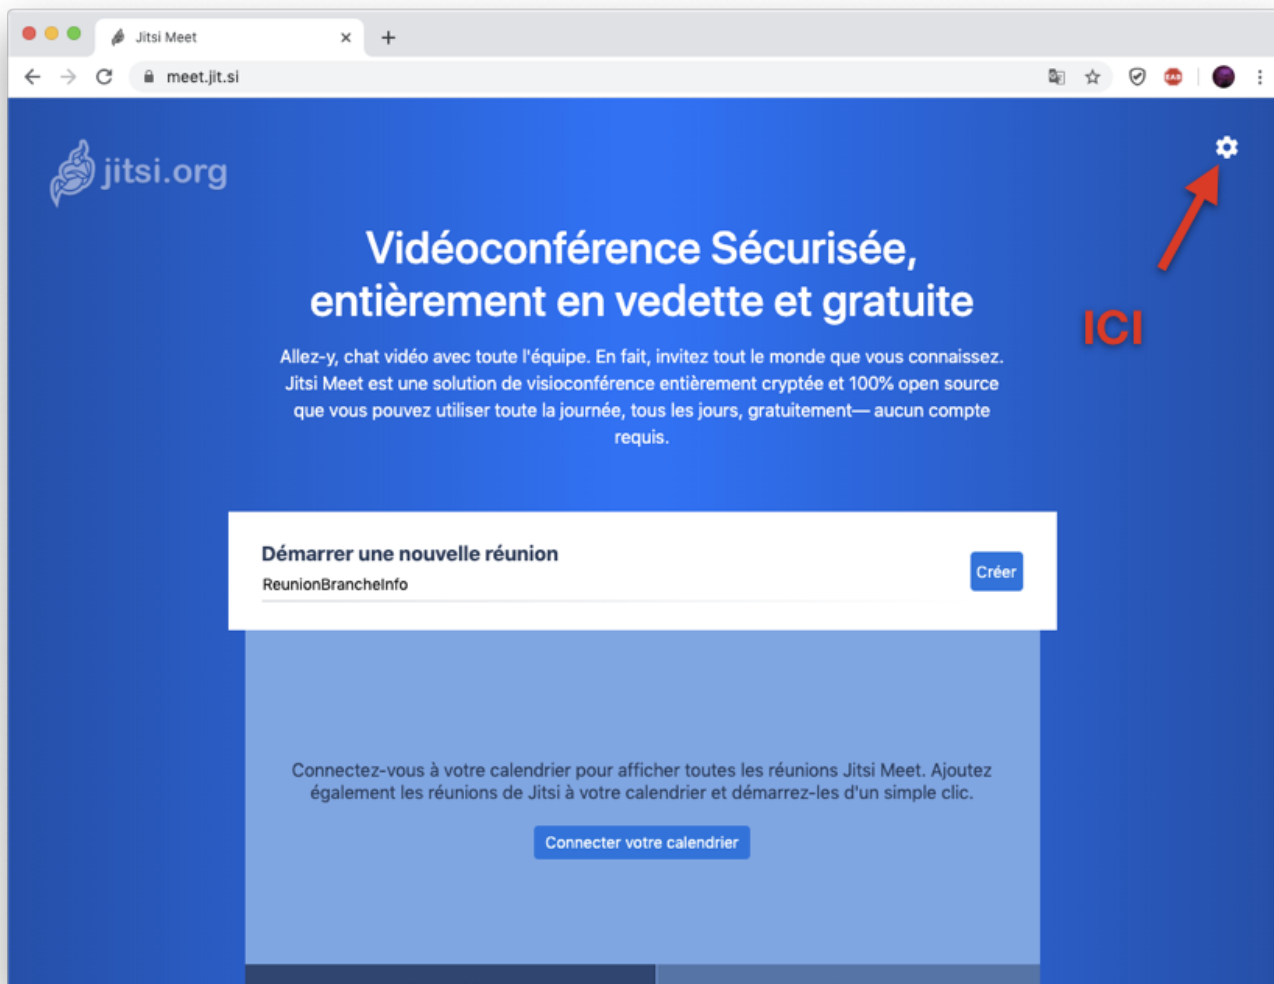 Jitsi Meet
meet.jit.si
jitsi.org
ICI
Vidéoconférence Sécurisée,
entièrement en vedette et gratuite
Allez-y, chat vidéo avec toute l'équipe. En fait, invitez tout le monde que vous connaissez.
Jitsi Meet est une solution de visioconférence entièrement cryptée et 100% open source
que vous pouvez utiliser toute la journée, tous les jours, gratuitement— aucun compte
requis.
Démarrer une nouvelle réunion
ReunionBrancheInfo
Créer
Connectez-vous à votre calendrier pour afficher toutes les réunions Jitsi Meet. Ajoutez
également les réunions de Jitsi à votre calendrier et démarrez-les d'un simple clic.
Connecter votre calendrier